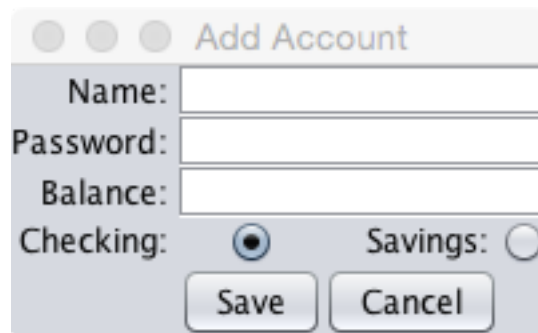 Add Account
Name:
Password:
Balance:
Checking: Savings:
Save Cancel